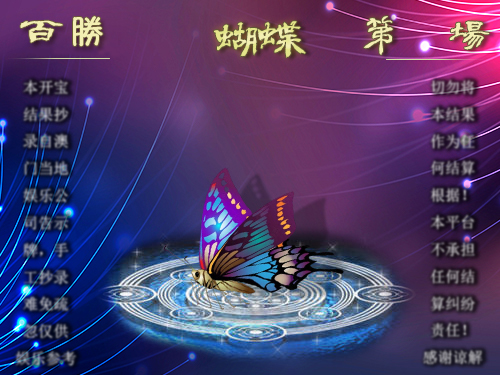 百勝 蝴蝶 第 場
本开宝
结果抄
录自澳
门当地
娱乐公
司告示
牌，手
工抄录
难免疏
忽仅供
娱乐参考
切勿将
本结果
作为任
何结算
根据！
本平台
不承担
任何结
算纠纷
责任！
感谢谅解